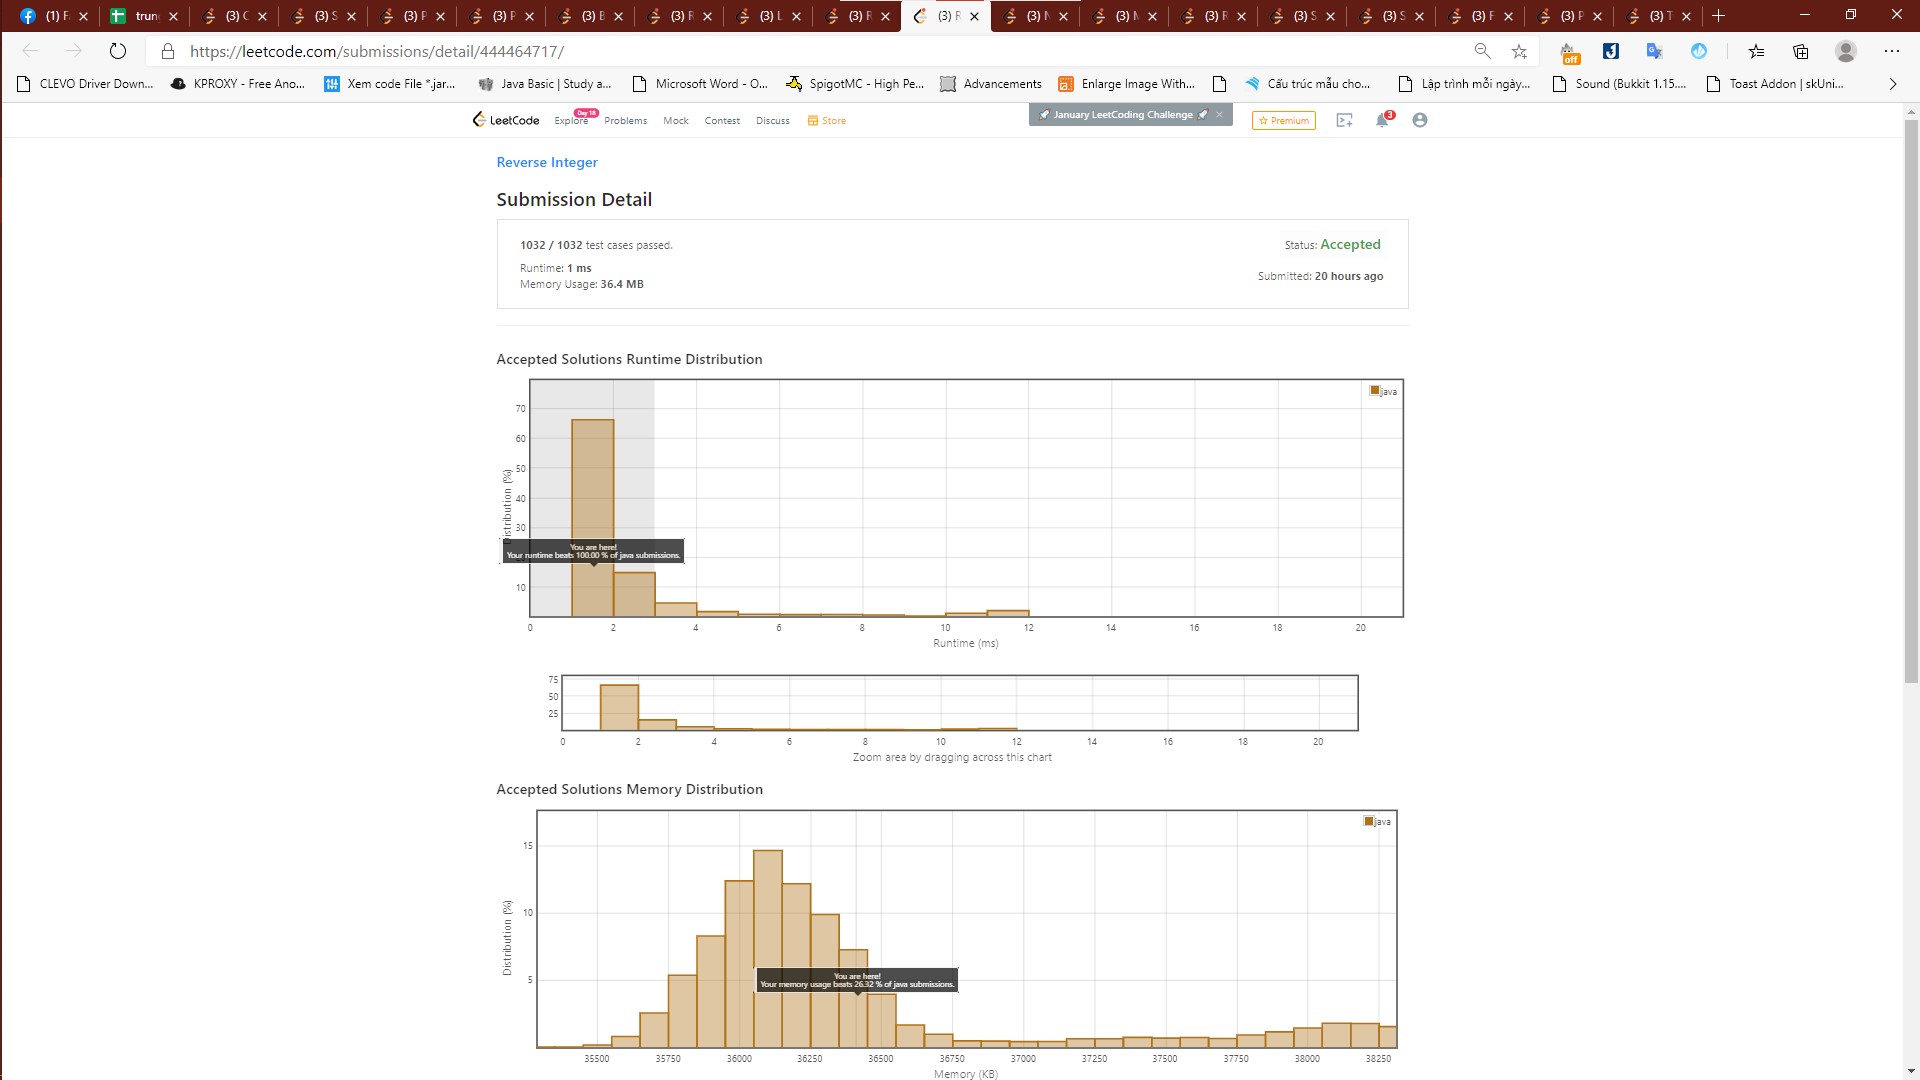 (1) F
trun
(3) C
(3) S
(3) P
(3) P
(3) B
(3) R
(3) L
(3) R
(3) R
(3) N
(3) M
(3) R
(3) S
(3) S
(3) F
(3) P
(3) T
https://leetcode.com/submissions/detail/444464717/
off
CLEVO Driver Down...
KPROXY - Free Ano...
Xem code File *.jar...
Java Basic | Study a...
Microsoft Word - O...
SpigotMC - High Pe...
Advancements
Enlarge Image With...
Cấu trúc mẫu cho...
Lập trình mỗi ngày...
Sound (Bukkit 1.15....
Toast Addon | skUni...
LeetCode
Explore
Day 18
Problems
Mock
Contest
Discuss
Store
January LeetCoding Challenge
Premium
3
Reverse Integer
Submission Detail
1032 / 1032 test cases passed.
Status: Accepted
Runtime: 1 ms
Memory Usage: 36.4 MB
Submitted: 20 hours ago
Accepted Solutions Runtime Distribution
java
70
60
50
40
30
10
Distribution (%)
You are here!
Your runtime beats 100.00 % of java submissions.
0 2 4 6 8 10 12 14 16 18 20
Runtime (ms)
75
50
25
0 2 4 6 8 10 12 14 16 18 20
Zoom area by dragging across this chart
Accepted Solutions Memory Distribution
java
15
10
5
Distribution (%)
You are here!
Your memory usage beats 26.32 % of java submissions.
35500 35750 36000 36250 36500 36750 37000 37250 37500 37750 38000 38250
Memory (KB)